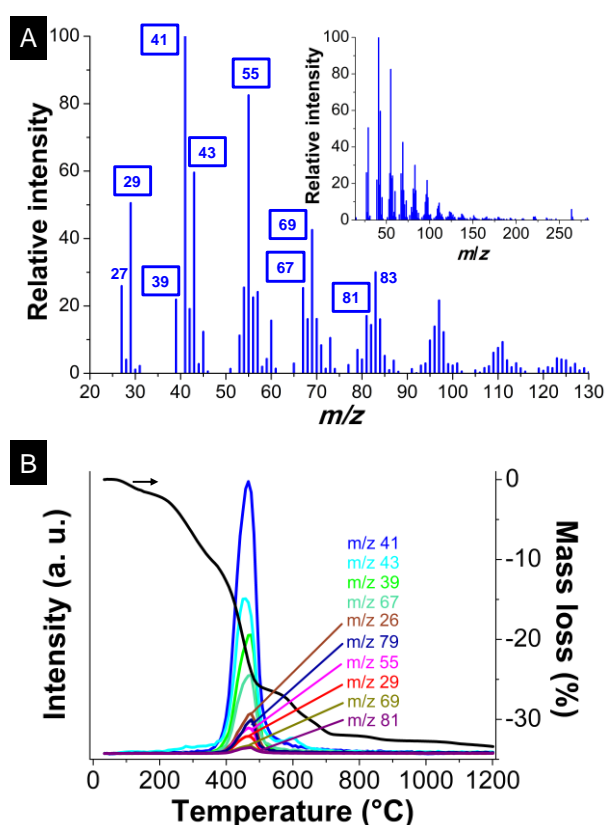 A
Relative intensity
100
80
60
40
20
0
41
55
43
29
69
67
27
39
81
83
20 30 40 50 60 70 80 90 100 110 120 130
m/z
Relative intensity
100
80
60
40
20
0
50 100 150 200 250
m/z
B
Intensity (a. u.)
m/z 41
m/z 43
m/z 39
m/z 67
m/z 26
m/z 79
m/z 55
m/z 29
m/z 69
m/z 81
0
-10
-20
-30
Mass loss (%)
0 200 400 600 800 1000 1200
Temperature (°C)